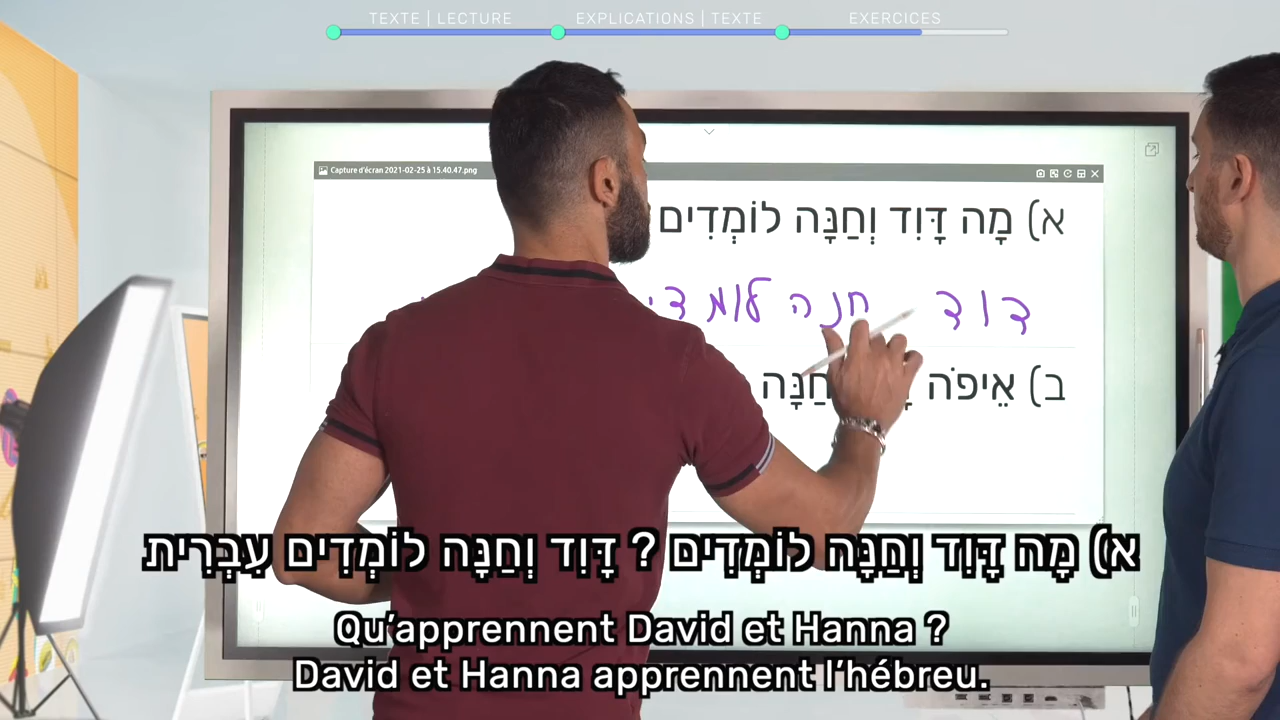 TEXTE | LECTURE EXPLICATIONS | TEXTE EXERCICES
Capture d'écran 2021-02-25 à 15.40.47.png
א) מָה דָּוִד וְחַנָּה לוֹמְדִים
דוד חנה לומדי
ב) אֵיפֹה חַנָּה
א) מָה דָּוִד וְחַנָּה לוֹמְדִים ? דָּוִד וְחַנָּה לוֹמְדִים עִבְרִית
Qu'apprennent David et Hanna ?
David et Hanna apprennent l'hébreu.